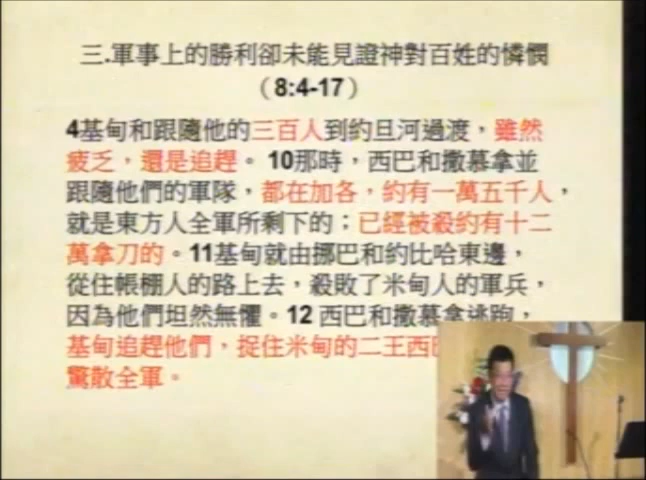 三.軍事上的勝利卻未能見證神對百姓的憐憫
（8:4-17）
4基甸和跟隨他的三百人到約旦河過渡，雖然
疲乏，還是追趕。 10那時，西巴和撒慕拿並
跟隨他們的軍隊，都在加各，約有一萬五千人，
就是東方人全軍所剩下的；已經被殺約有十二
萬拿刀的。11基甸就由挪巴和約比哈東邊，
從住帳棚人的路上去，殺敗了米甸人的軍兵，
因為他們坦然無懼。12 西巴和撒慕拿逃跑，
基甸追趕他們，捉住米甸的二王西巴
驚散全軍。